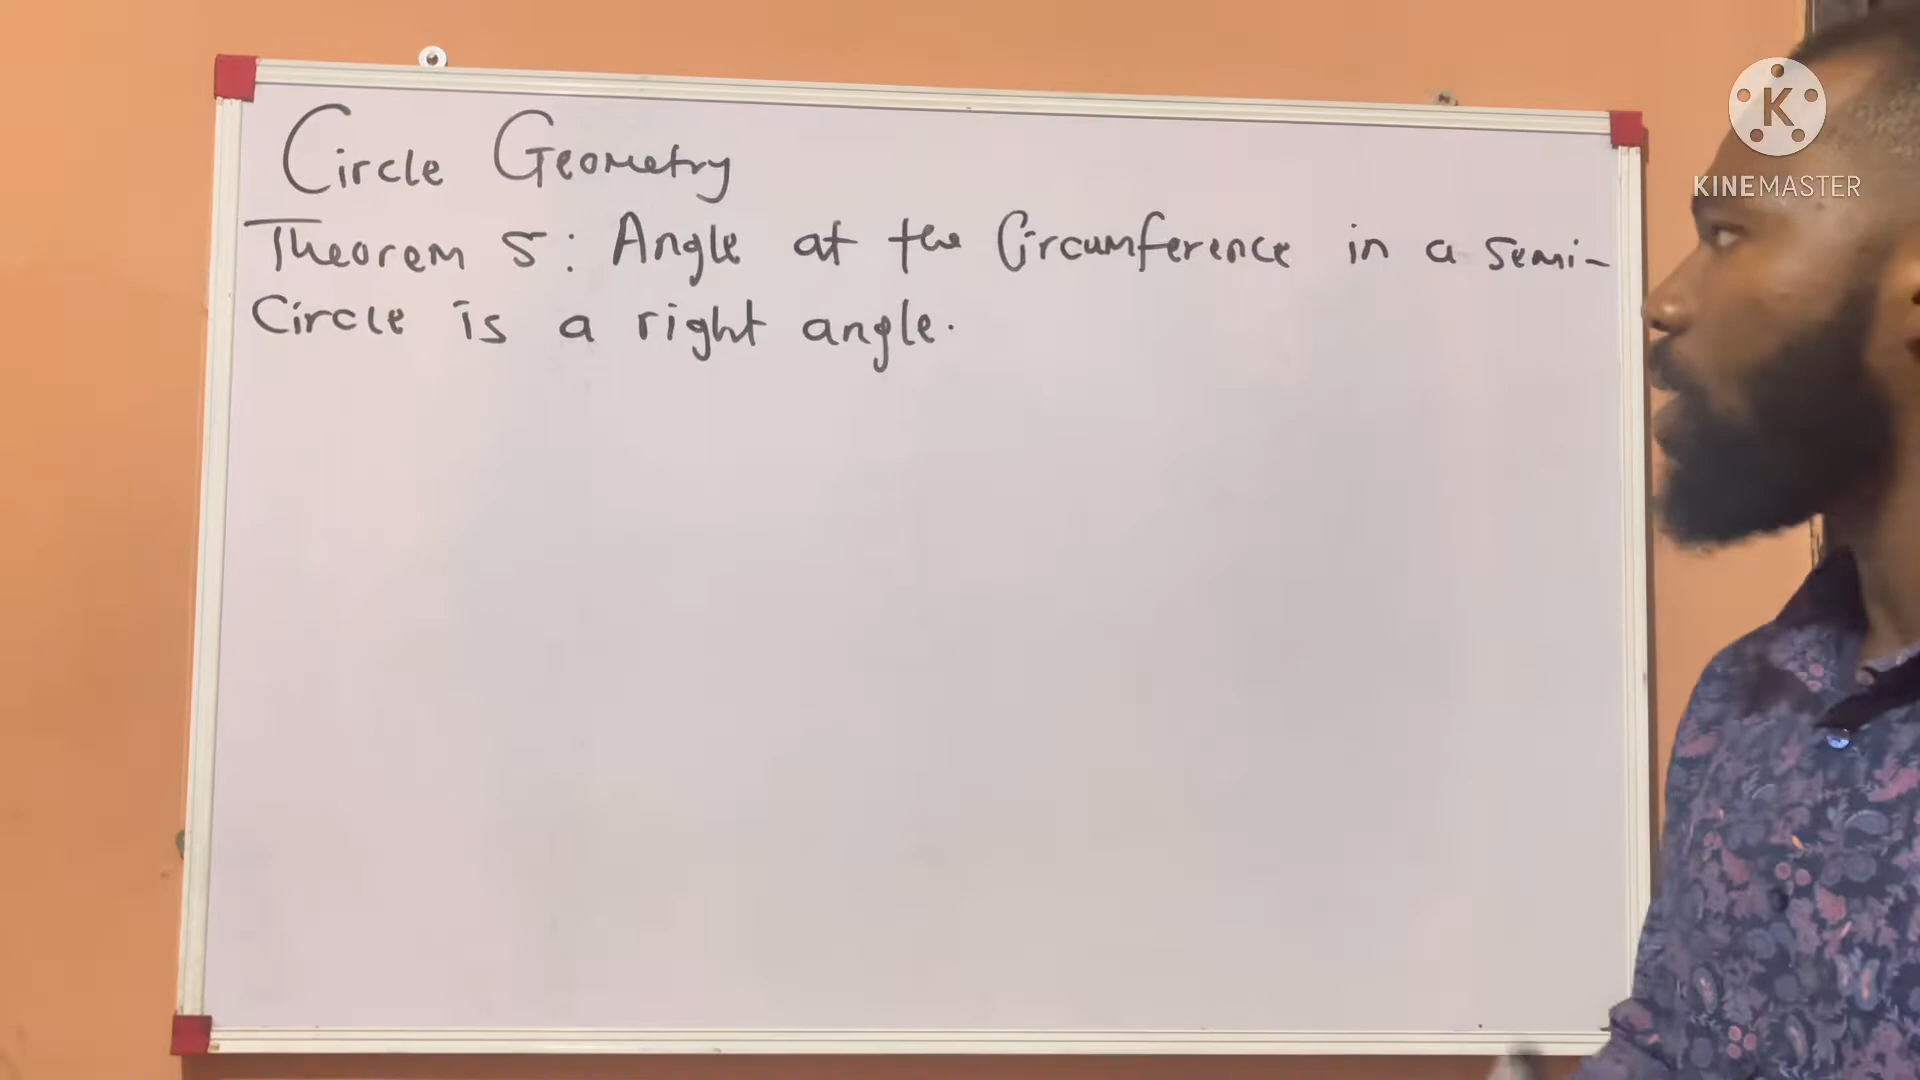 Circle Geometry
Theorem 5: Angle at the Circumference in a semi-
Circle is a right angle.
K
KINEMASTER